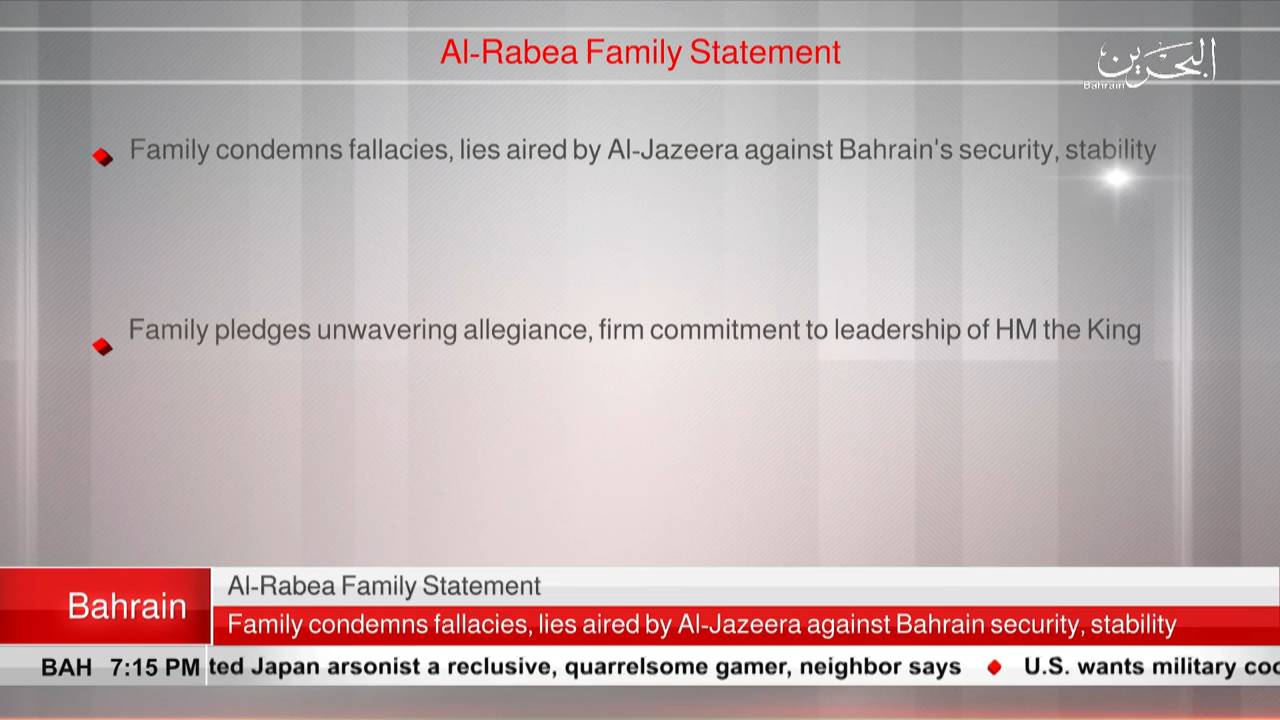 Al-Rabea Family Statement
البحرين
Bahrain
Family condemns fallacies, lies aired by Al-Jazeera against Bahrain's security, stability
Family pledges unwavering allegiance, firm commitment to leadership of HM the King
Bahrain
Al-Rabea Family Statement
Family condemns fallacies, lies aired by Al-Jazeera against Bahrain security, stability
BAH 7:15 PM ted Japan arsonist a reclusive, quarrelsome gamer, neighbor says U.S. wants military coo